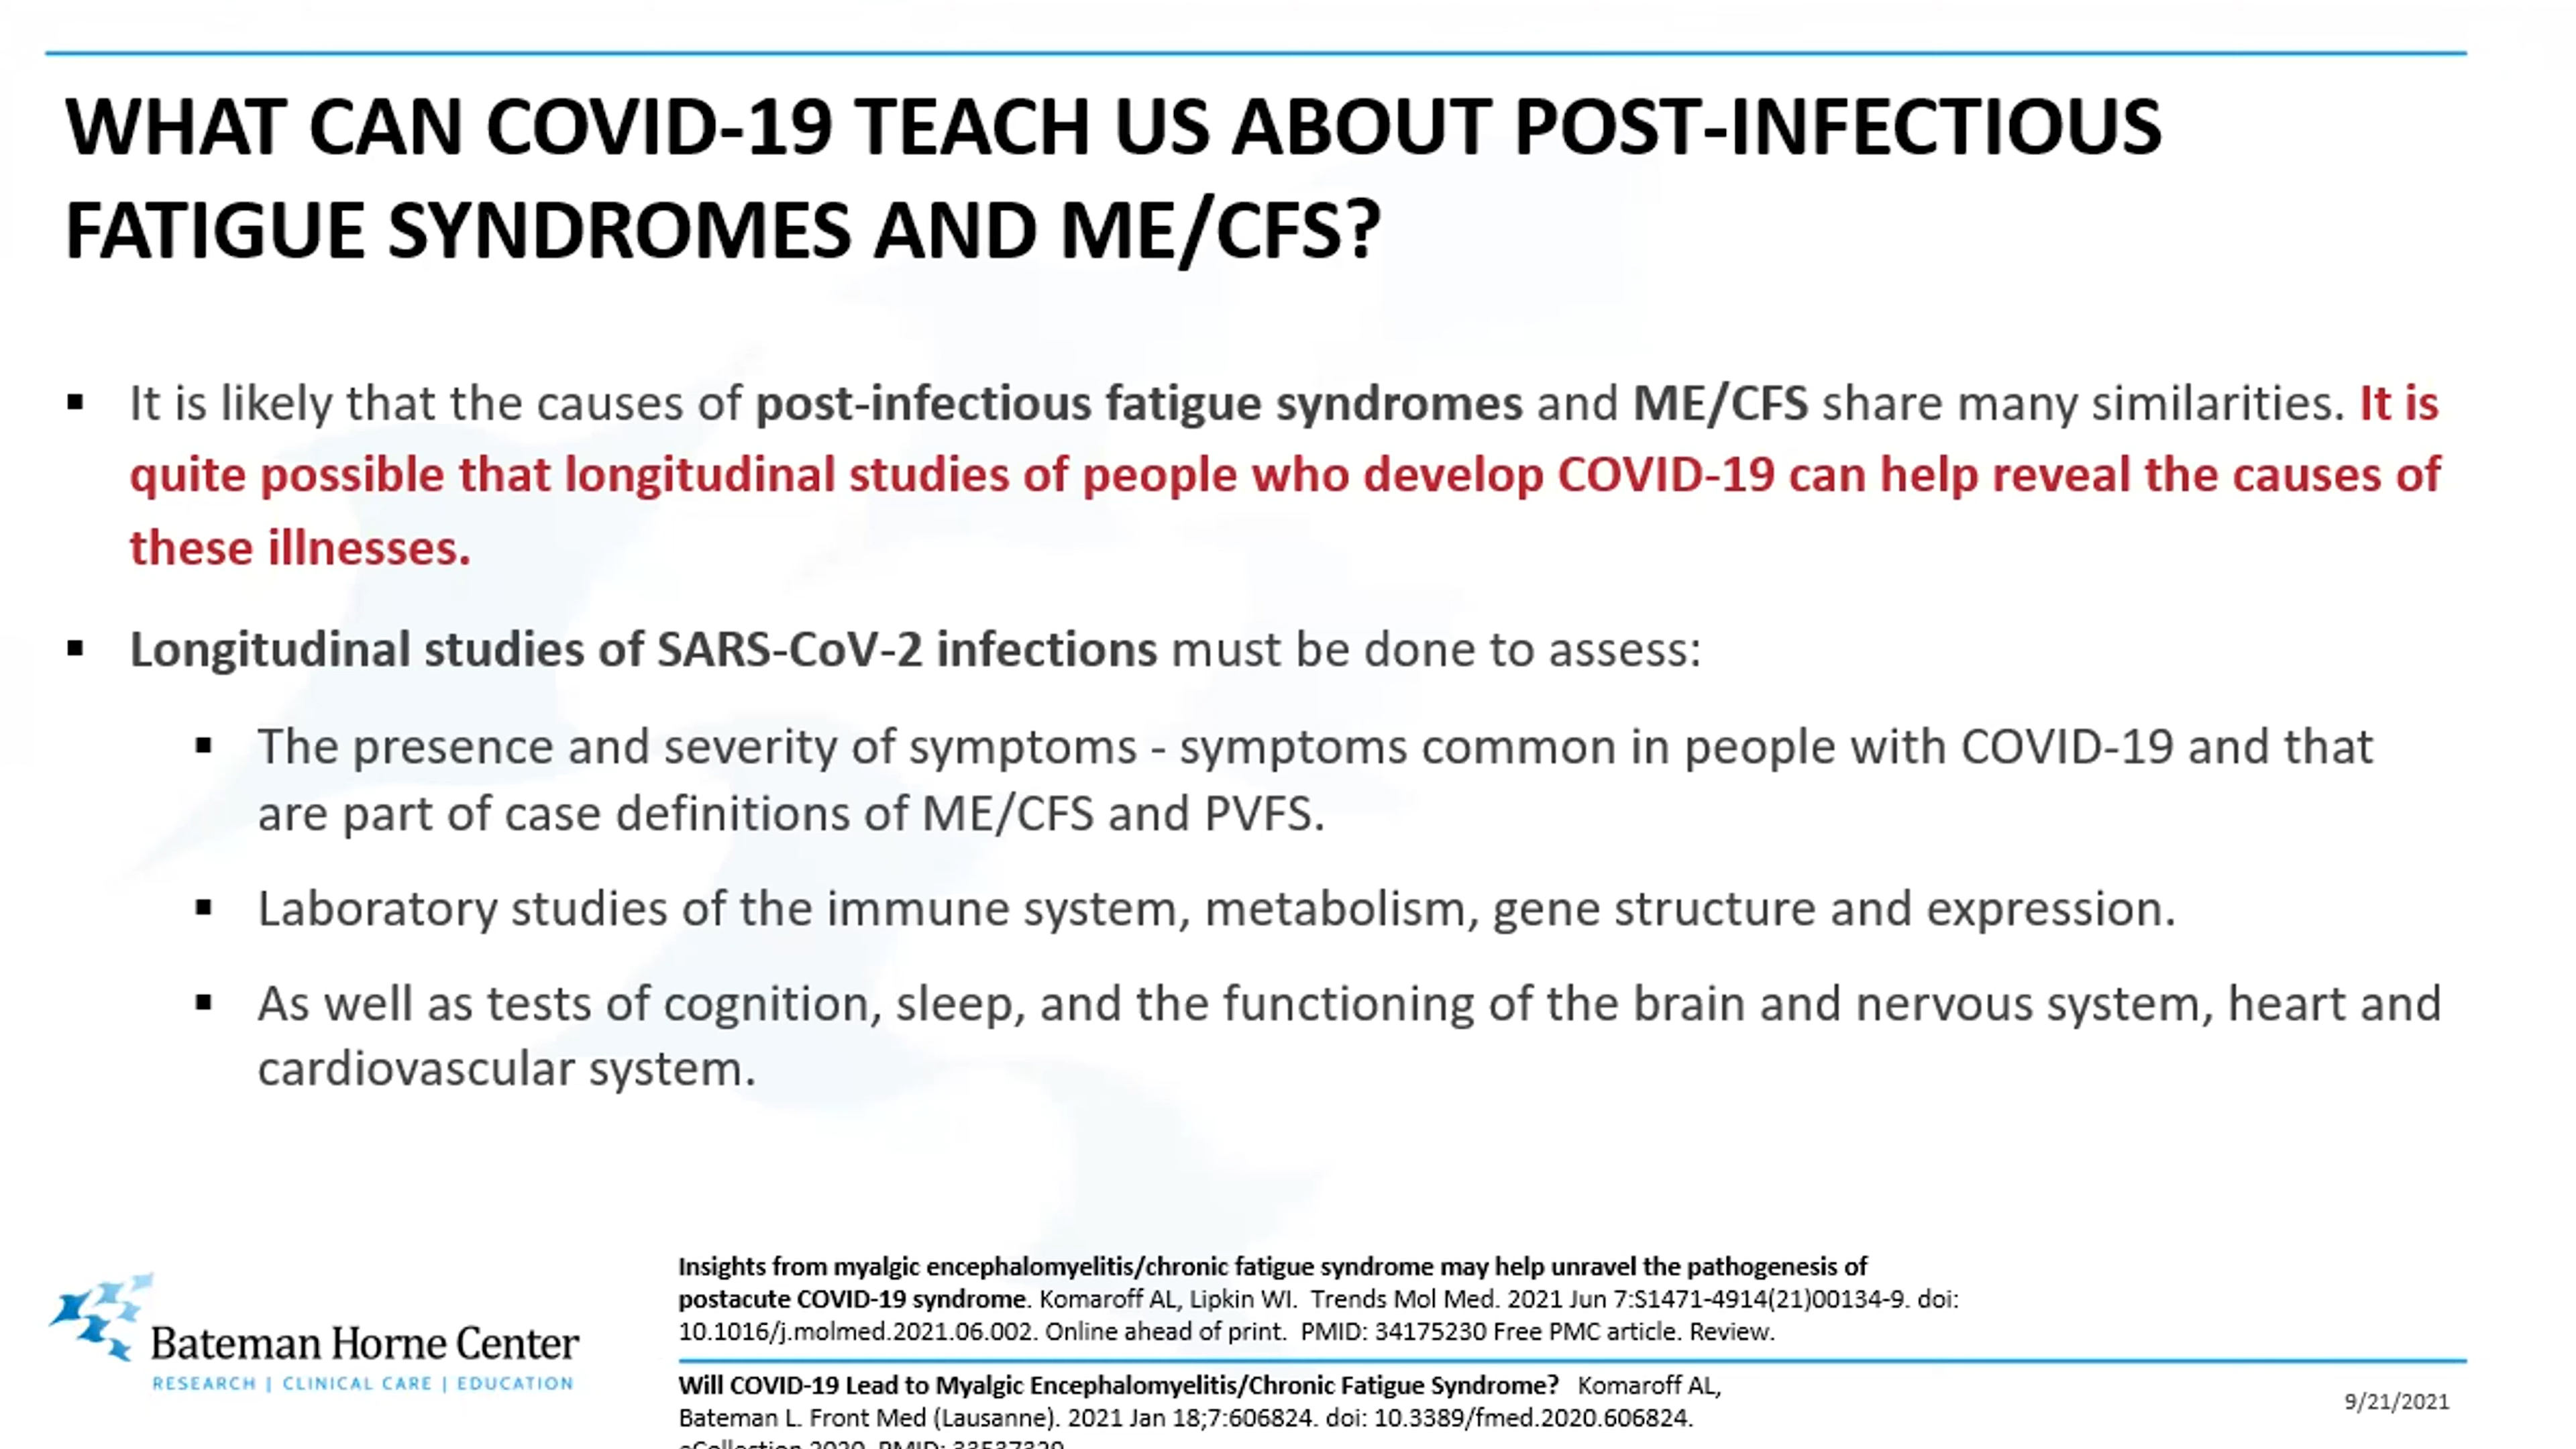 WHAT CAN COVID-19 TEACH US ABOUT POST-INFECTIOUS
FATIGUE SYNDROMES AND ME/CFS?
▪ It is likely that the causes of post-infectious fatigue syndromes and ME/CFS share many similarities. It is
quite possible that longitudinal studies of people who develop COVID-19 can help reveal the causes of
these illnesses.
▪ Longitudinal studies of SARS-CoV-2 infections must be done to assess:
▪ The presence and severity of symptoms - symptoms common in people with COVID-19 and that
are part of case definitions of ME/CFS and PVFS.
▪ Laboratory studies of the immune system, metabolism, gene structure and expression.
▪ As well as tests of cognition, sleep, and the functioning of the brain and nervous system, heart and
cardiovascular system.
Bateman Horne Center
RESEARCH | CLINICAL CARE | EDUCATION
Insights from myalgic encephalomyelitis/chronic fatigue syndrome may help unravel the pathogenesis of
postacute COVID-19 syndrome. Komaroff AL, Lipkin WI. Trends Mol Med. 2021 Jun 7:S1471-4914(21)00134-9. doi:
10.1016/j.molmed.2021.06.002. Online ahead of print. PMID: 34175230 Free PMC article. Review.
Will COVID-19 Lead to Myalgic Encephalomyelitis/Chronic Fatigue Syndrome? Komaroff AL,
Bateman L. Front Med (Lausanne). 2021 Jan 18;7:606824. doi: 10.3389/fmed.2020.606824.
eCollection 2020. PMID:
9/21/2021